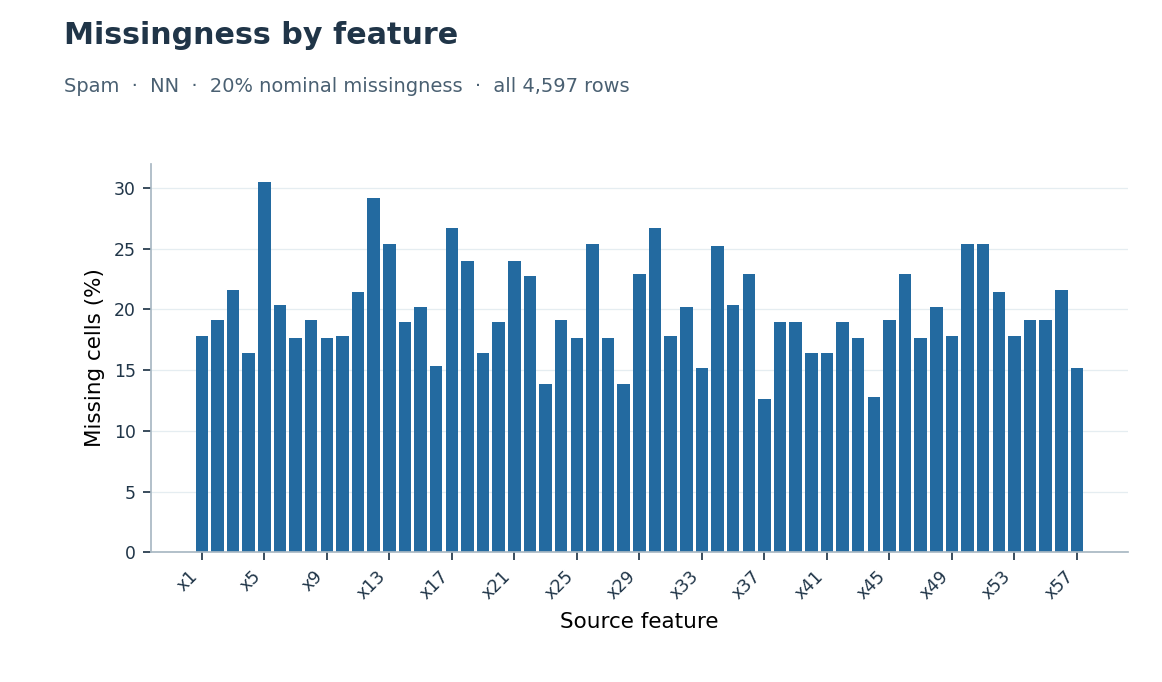 Missingness by feature
Spam · NN · 20% nominal missingness · all 4,597 rows
Missing cells (%)
30
25
20
15
10
5
0
x1 x5 x9 x13 x17 x21 x25 x29 x33 x37 x41 x45 x49 x53 x57
Source feature